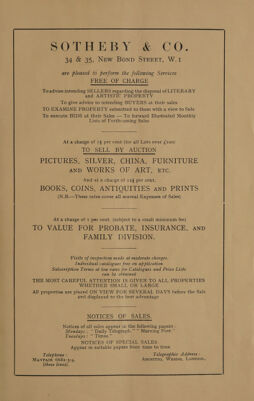 SOTHEBY & CO.
34 & 35, NEW BOND STREET, W.1
are pleased to perform the following Services
FREE OF CHARGE
To advise intending SELLERS regarding the disposal of LITERARY
and ARTISTIC PROPERTY
To give advice to intending BUYERS at their sales
TO EXAMINE PROPERTY submitted to them with a view to Sale
To execute BIDS at their Sales — To forward Illustrated Monthly
Lists of Forthcoming Sales
At a charge of 15 per cent (for all Lots over £100)
TO SELL BY AUCTION
PICTURES, SILVER, CHINA, FURNITURE
AND WORKS OF ART, ETC.
And at a charge of per cent.
BOOKS, COINS, ANTIQUITIES AND PRINTS
(N.B.—These rates cover all normal Expenses of Sales)
At a charge of 1 per cent. (subject to a small minimum fee)
TO VALUE FOR PROBATE, INSURANCE, AND
FAMILY DIVISION.
Visits of inspection made at moderate charges.
Individual catalogues free on application
Subscription Terms at low rates for Catalogues and Price Lists
can be obtained
THE MOST CAREFUL ATTENTION IS GIVEN TO ALL PROPERTIES
WHETHER SMALL OR LARGE
All properties are placed ON VIEW FOR SEVERAL DAYS before the Sale
and displayed to the best advantage
NOTICES OF SALES.
Notices of all sales appear in the following papers
Mondays: "Daily Telegraph," "Morning Post"
Tuesdays: "Times"
NOTICES OF SPECIAL SALES
Appear in suitable papers from time to time
Telephone:
MAYFAIR
(three lines).
Telegraphic Address:
ABINITIO, WESDO, LONDON.